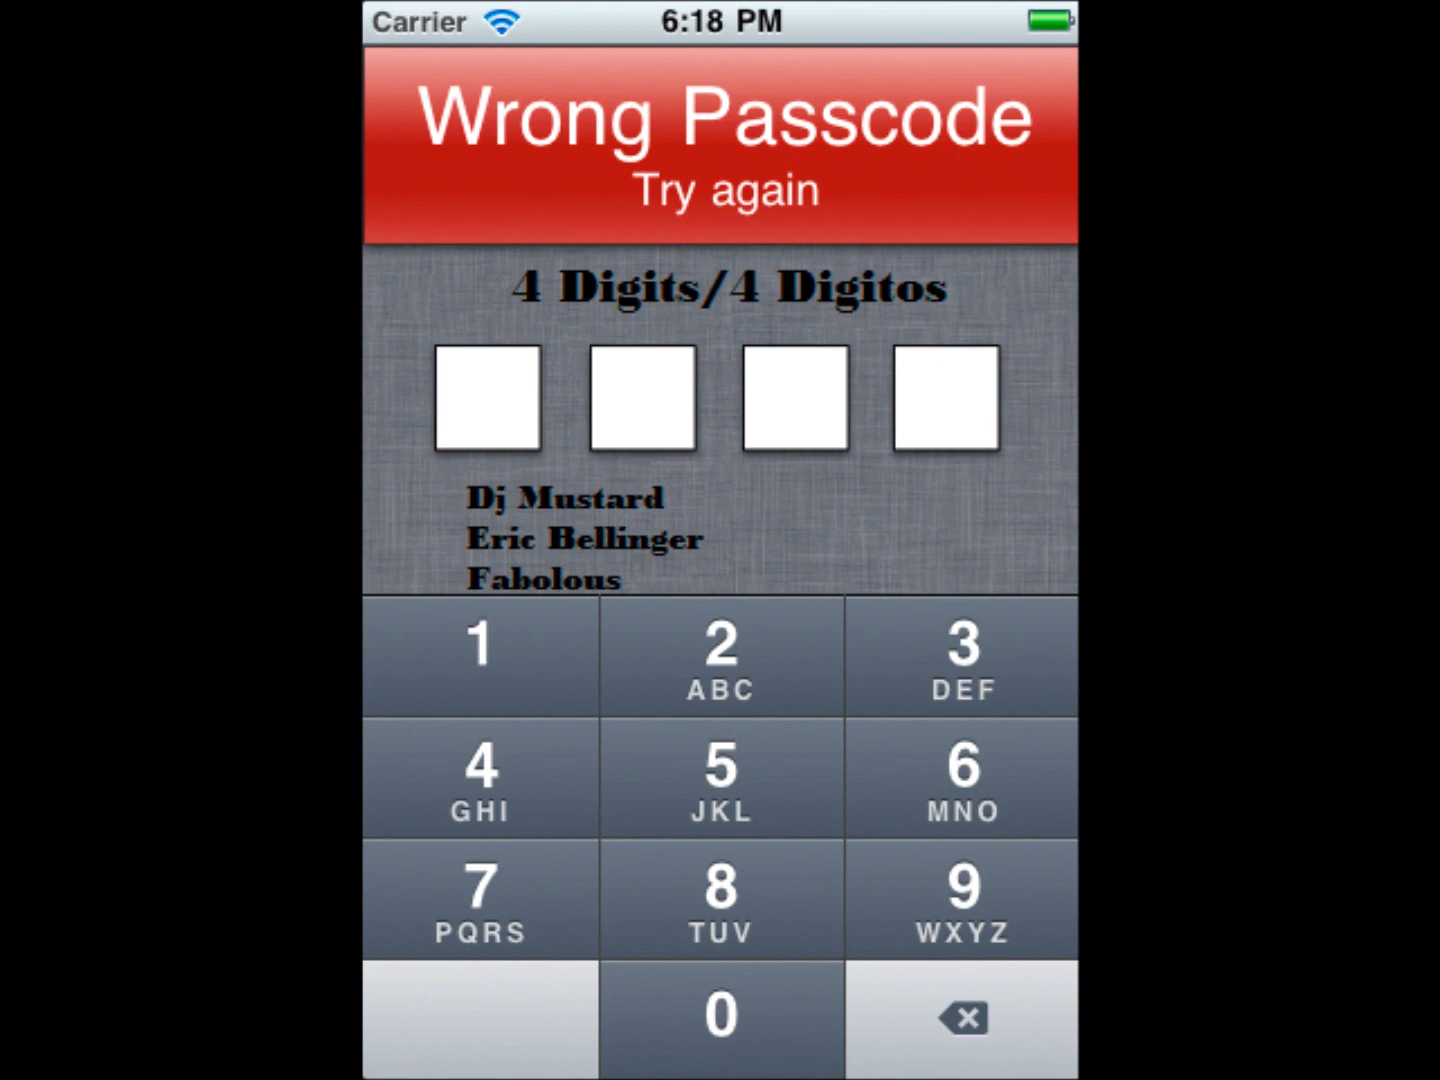 Carrier 6:18 PM
Wrong Passcode
Try again
4 Digits/4 Digitos
Dj Mustard
Eric Bellinger
Fabolous
1 2 3
ABC DEF
4 5 6
GHI JKL MNO
7 8 9
PQRS TUV WXYZ
0